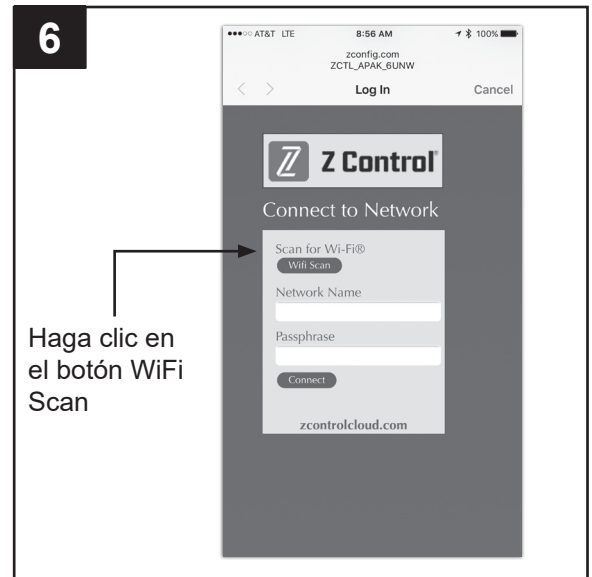 6
AT&T LTE 8:56 AM 100%
zconfig.com
ZCTL_APAK_6UNW
< > Log In Cancel
Z Z Control®
Connect to Network
Scan for Wi-Fi®
Wifi Scan
Network Name
Passphrase
Connect
zcontrolcloud.com
Haga clic en
el botón WiFi
Scan